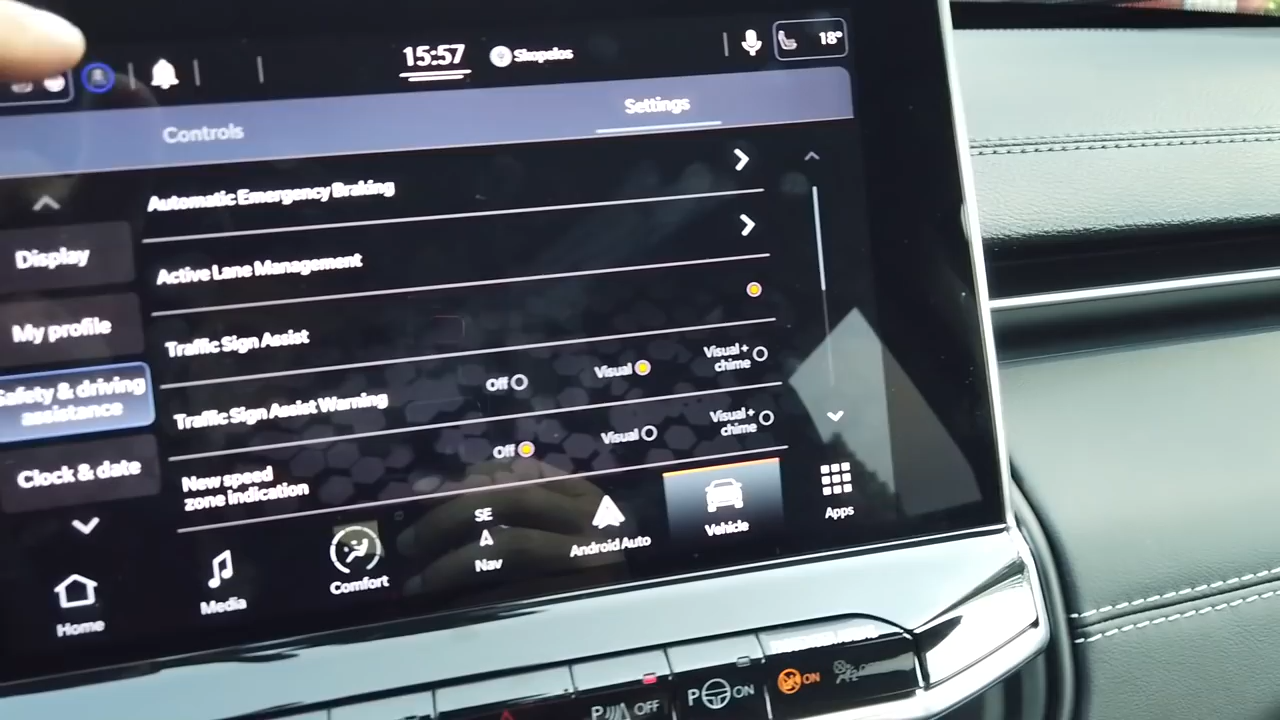 15:57
Skopelos
18°
Controls
Settings
Automatic Emergency Braking
Display
Active Lane Management
My profile
Traffic Sign Assist
Safety & driving
assistance
Traffic Sign Assist Warning
Off
Visual
Visual+
chime
Clock & date
New speed
zone indication
Off
Visual
Visual+
chime
Home
Media
Comfort
SE
Nav
Android Auto
Vehicle
Apps
P OFF
P ON
ON